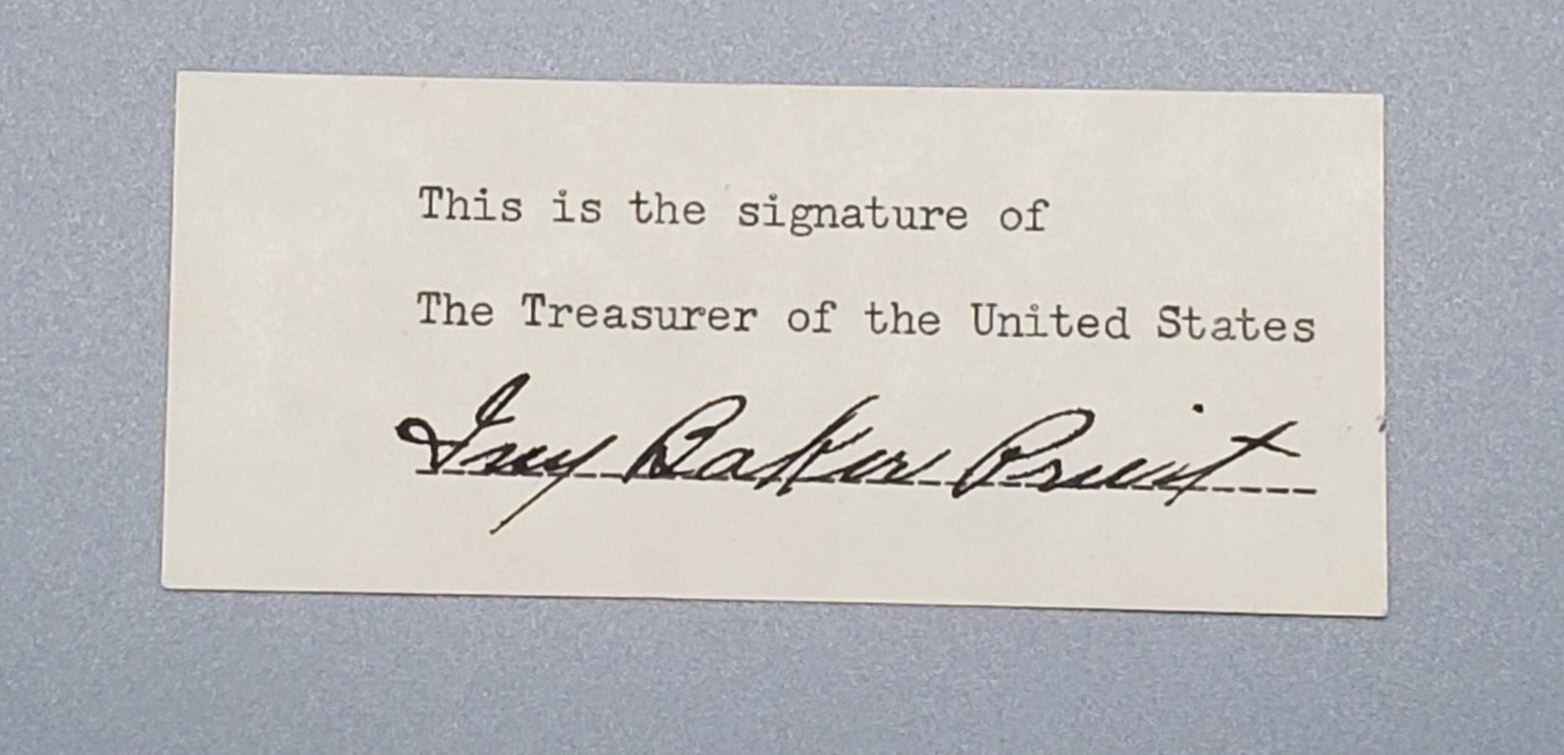 This is the signature of
The Treasurer of the United States
Ivy Baker Priest